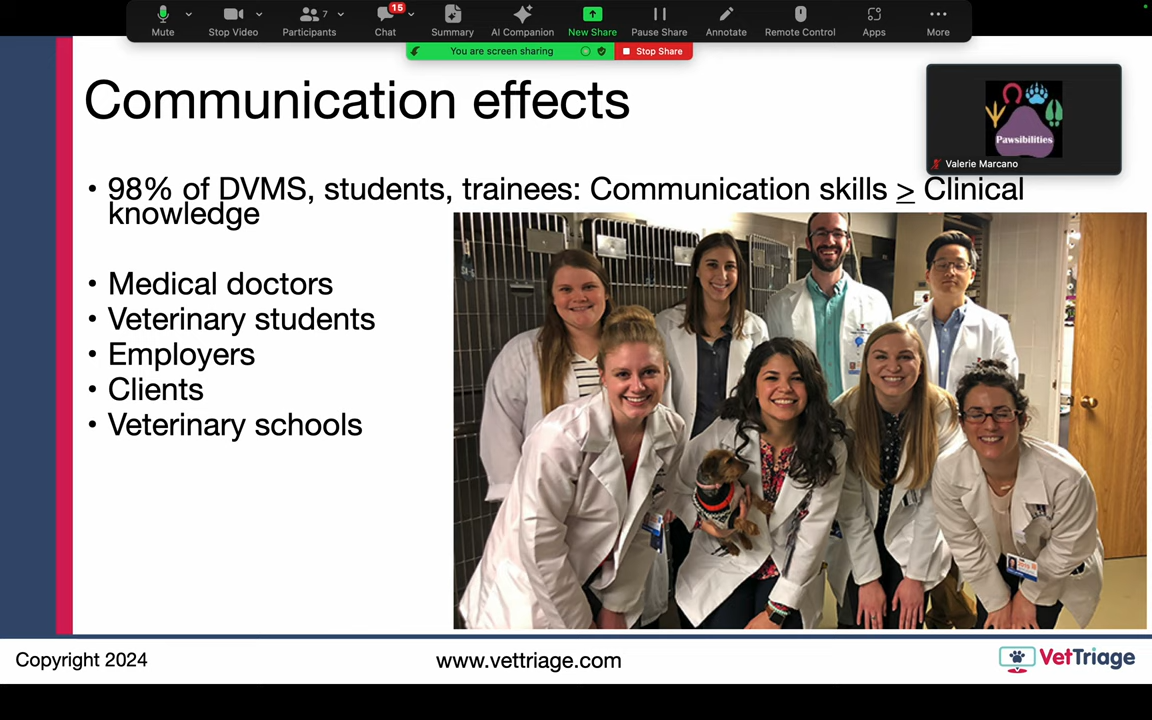 15
7
Mute
Stop Video
Participants
Chat
Summary
AI Companion
New Share
Pause Share
Annotate
Remote Control
Apps
More
You are screen sharing
Stop Share
Communication effects
Pawsibilities
Valerie Marcano
• 98% of DVMS, students, trainees: Communication skills ≥ Clinical
knowledge
• Medical doctors
• Veterinary students
• Employers
• Clients
• Veterinary schools
Copyright 2024
www.vettriage.com
VetTriage